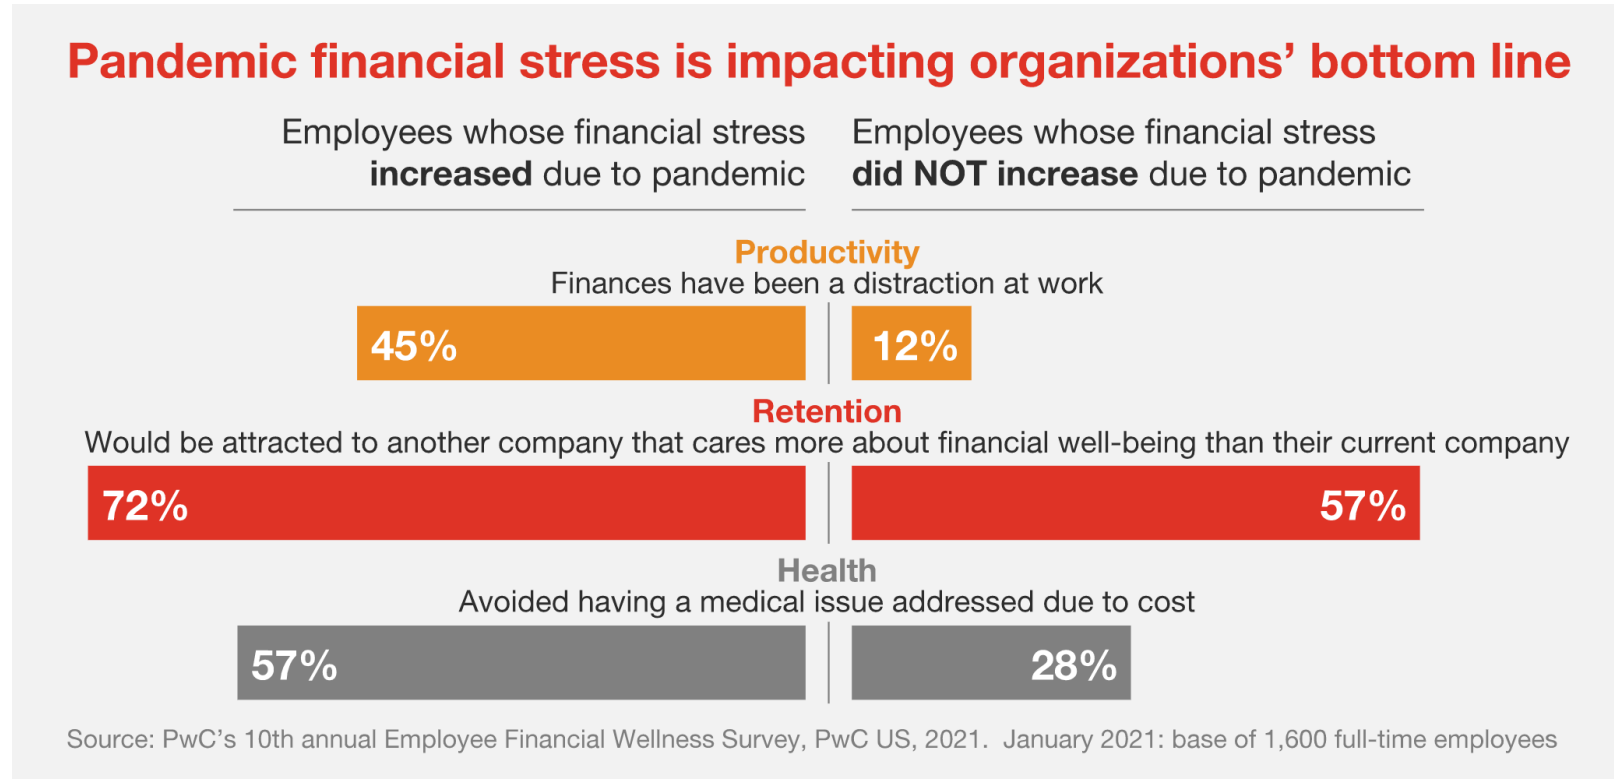 Pandemic financial stress is impacting organizations’ bottom line
Employees whose financial stress
increased due to pandemic
Employees whose financial stress
did NOT increase due to pandemic
Productivity
Finances have been a distraction at work
45%
12%
Retention
Would be attracted to another company that cares more about financial well-being than their current company
72%
57%
Health
Avoided having a medical issue addressed due to cost
57%
28%
Source: PwC’s 10th annual Employee Financial Wellness Survey, PwC US, 2021.  January 2021: base of 1,600 full-time employees